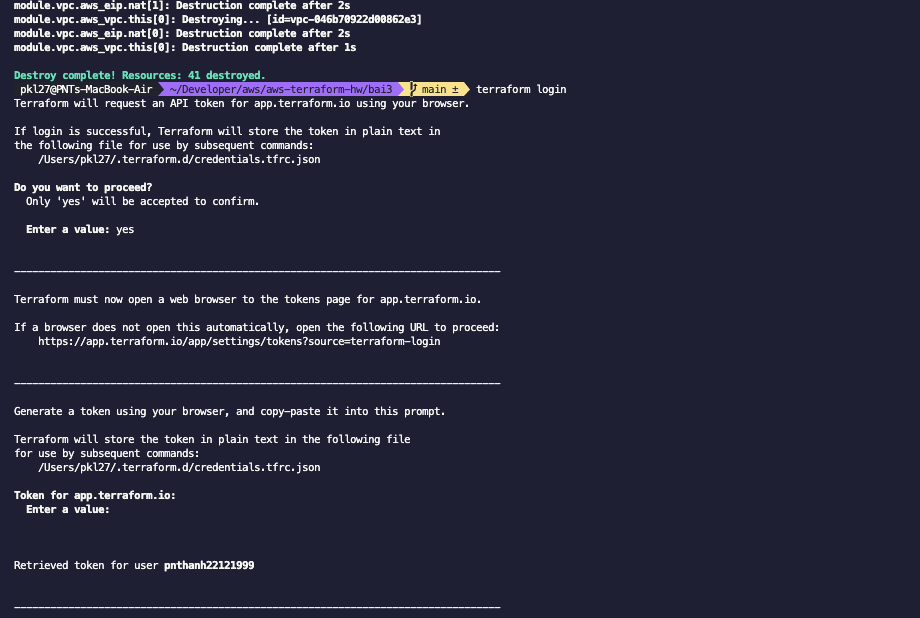 module.vpc.aws_eip.nat[1]: Destruction complete after 2s
module.vpc.aws_vpc.this[0]: Destroying... [id=vpc-046b70922d00862e3]
module.vpc.aws_eip.nat[0]: Destruction complete after 2s
module.vpc.aws_vpc.this[0]: Destruction complete after 1s
Destroy complete! Resources: 41 destroyed.
pkl27@PNTs-MacBook-Air ~/Developer/aws/aws-terraform-hw/bai3 main ± terraform login
Terraform will request an API token for app.terraform.io using your browser.
If login is successful, Terraform will store the token in plain text in
the following file for use by subsequent commands:
/Users/pkl27/.terraform.d/credentials.tfrc.json
Do you want to proceed?
Only 'yes' will be accepted to confirm.
Enter a value: yes
---------------------------------------------------------------------------------
Terraform must now open a web browser to the tokens page for app.terraform.io.
If a browser does not open this automatically, open the following URL to proceed:
https://app.terraform.io/app/settings/tokens?source=terraform-login
---------------------------------------------------------------------------------
Generate a token using your browser, and copy-paste it into this prompt.
Terraform will store the token in plain text in the following file
for use by subsequent commands:
/Users/pkl27/.terraform.d/credentials.tfrc.json
Token for app.terraform.io:
Enter a value:
Retrieved token for user pnthanh22121999
---------------------------------------------------------------------------------